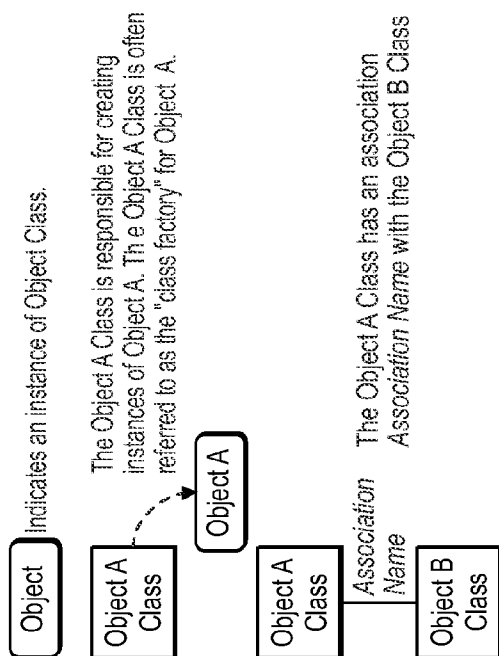 Object
Indicates an instance of Object Class.
Object A
Class
The Object A Class is responsible for creating
instances of Object A. Th e Object A Class is often
referred to as the "class factory" for Object A.
Object A
Object A
Class
Association
Name
Object B
Class
The Object A Class has an association
Association Name with the Object B Class